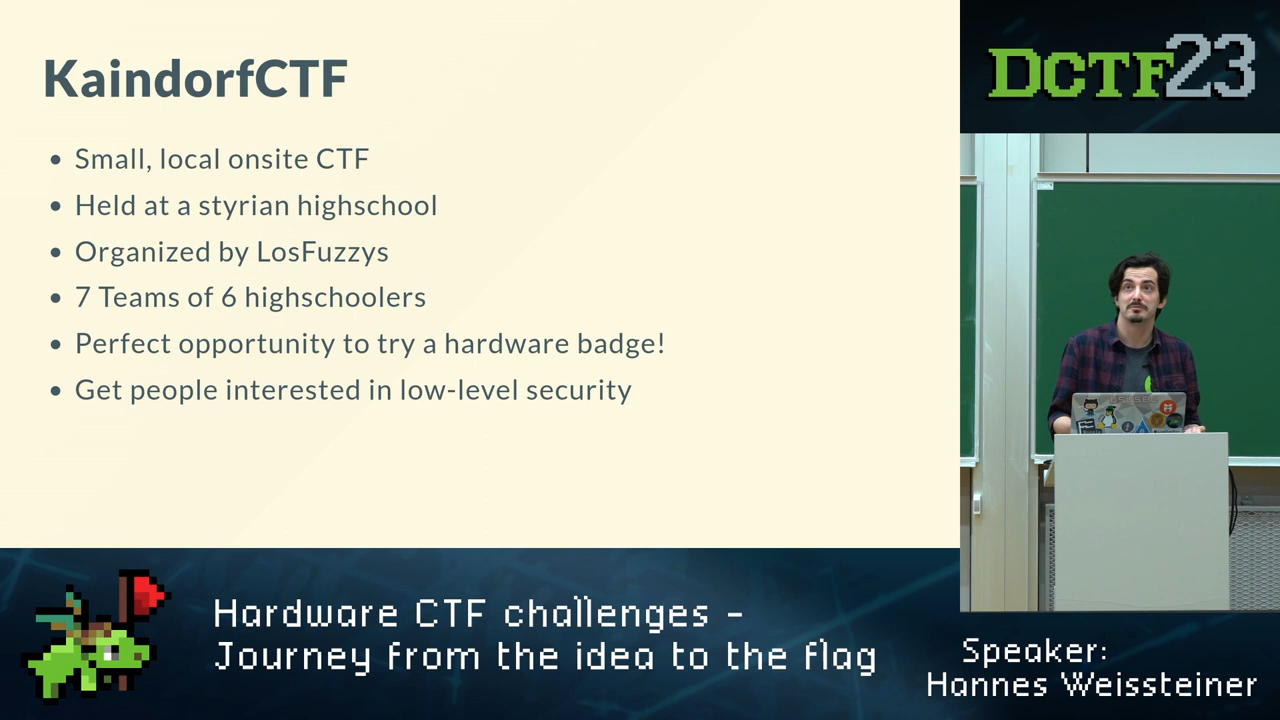 KaindorfCTF
Small, local onsite CTF
Held at a styrian highschool
Organized by LosFuzzys
7 Teams of 6 highschoolers
Perfect opportunity to try a hardware badge!
Get people interested in low-level security
DCTF23
Hardware CTF challenges -
Journey from the idea to the flag
Speaker:
Hannes Weissteiner